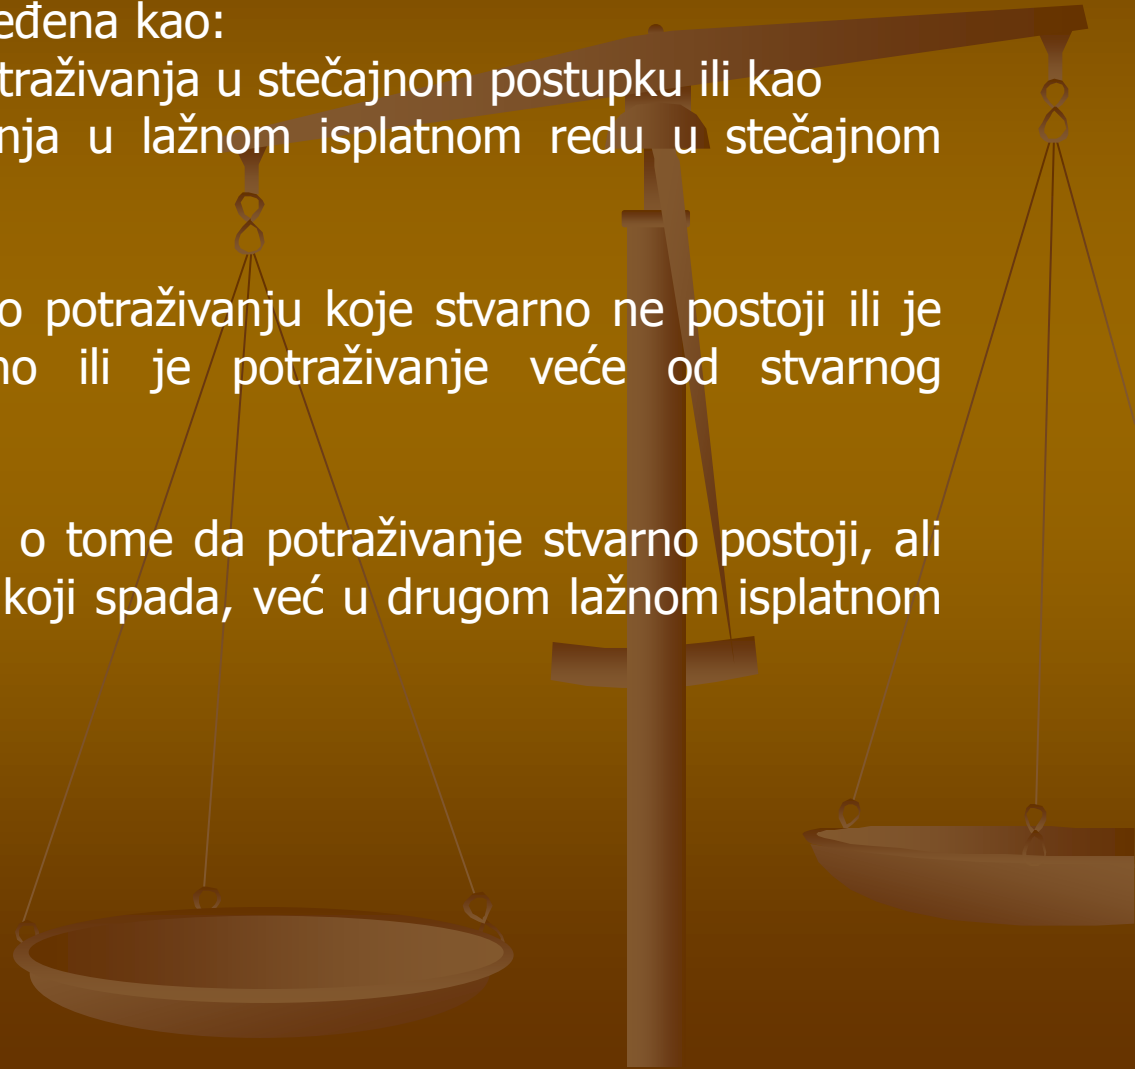 eđena kao:
traživanja u stečajnom postupku ili kao
nja u lažnom isplatnom redu u stečajnom
o potraživanju koje stvarno ne postoji ili je
no ili je potraživanje veće od stvarnog
o tome da potraživanje stvarno postoji, ali
koji spada, već u drugom lažnom isplatnom